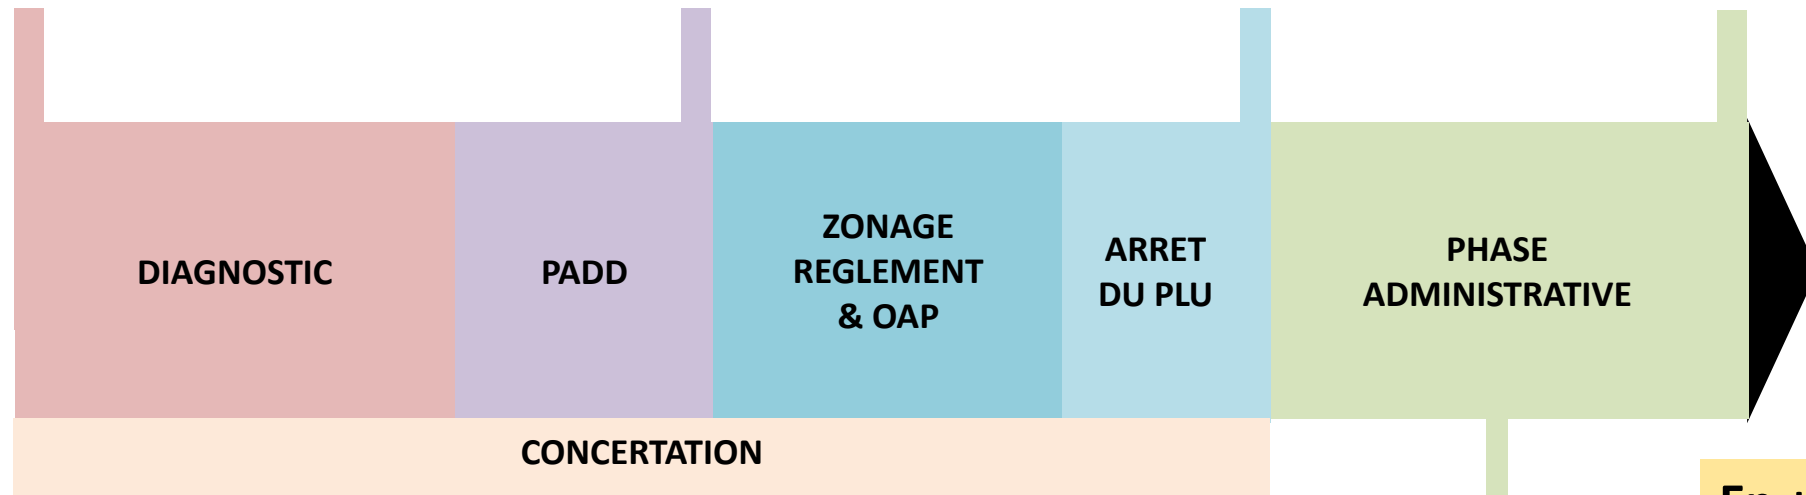 DIAGNOSTIC
PADD
ZONAGE
REGLEMENT
& OAP
ARRET
DU PLU
PHASE
ADMINISTRATIVE
CONCERTATION